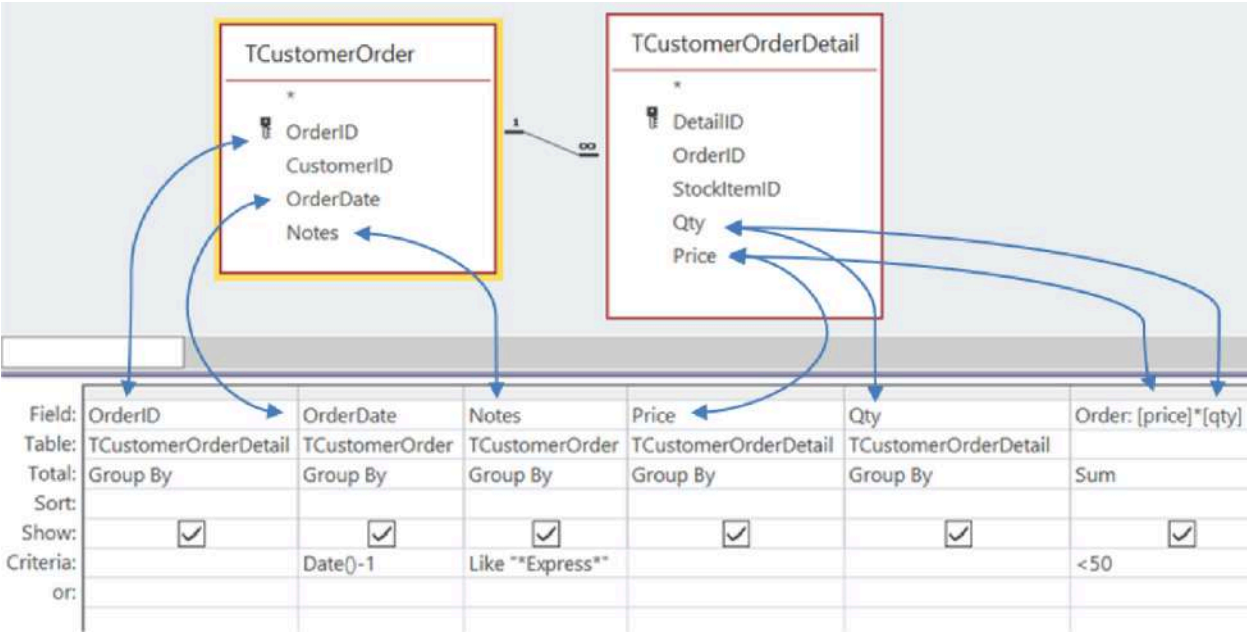 TCustomerOrder
*
OrderID
CustomerID
OrderDate
Notes
1
∞
TCustomerOrderDetail
*
DetailID
OrderID
StockItemID
Qty
Price
Field: OrderID OrderDate Notes Price Qty Order: [price]*[qty]
Table: TCustomerOrderDetail TCustomerOrder TCustomerOrder TCustomerOrderDetail TCustomerOrderDetail
Total: Group By Group By Group By Group By Group By Sum
Sort:
Show:
Criteria: Date()-1 Like "*Express*" <50
or: